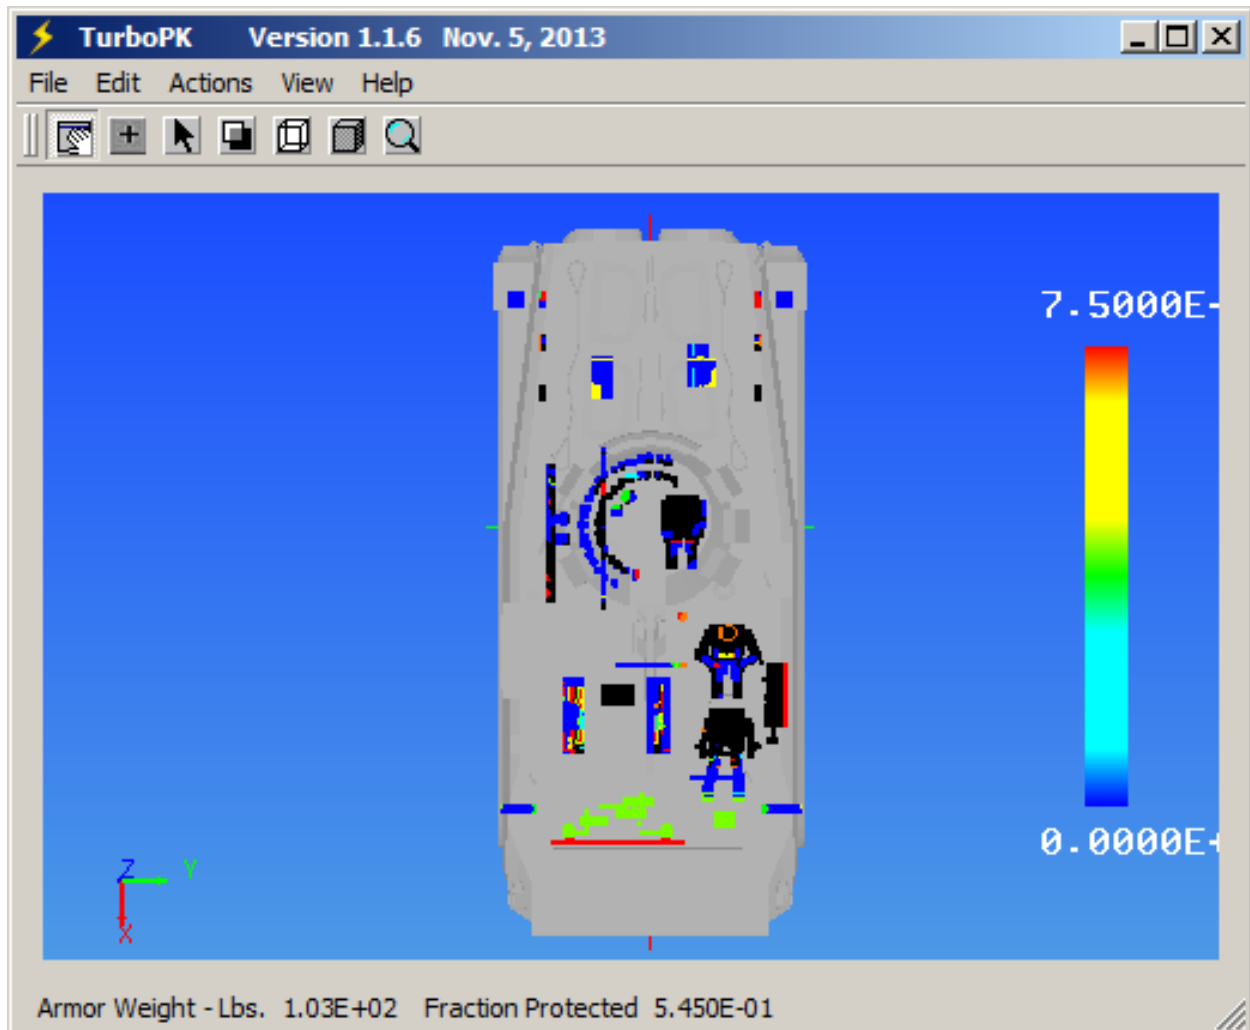 TurboPK Version 1.1.6 Nov. 5, 2013
File Edit Actions View Help
7.5000E-
0.0000E+
Z Y
X
Armor Weight - Lbs. 1.03E+02 Fraction Protected 5.450E-01